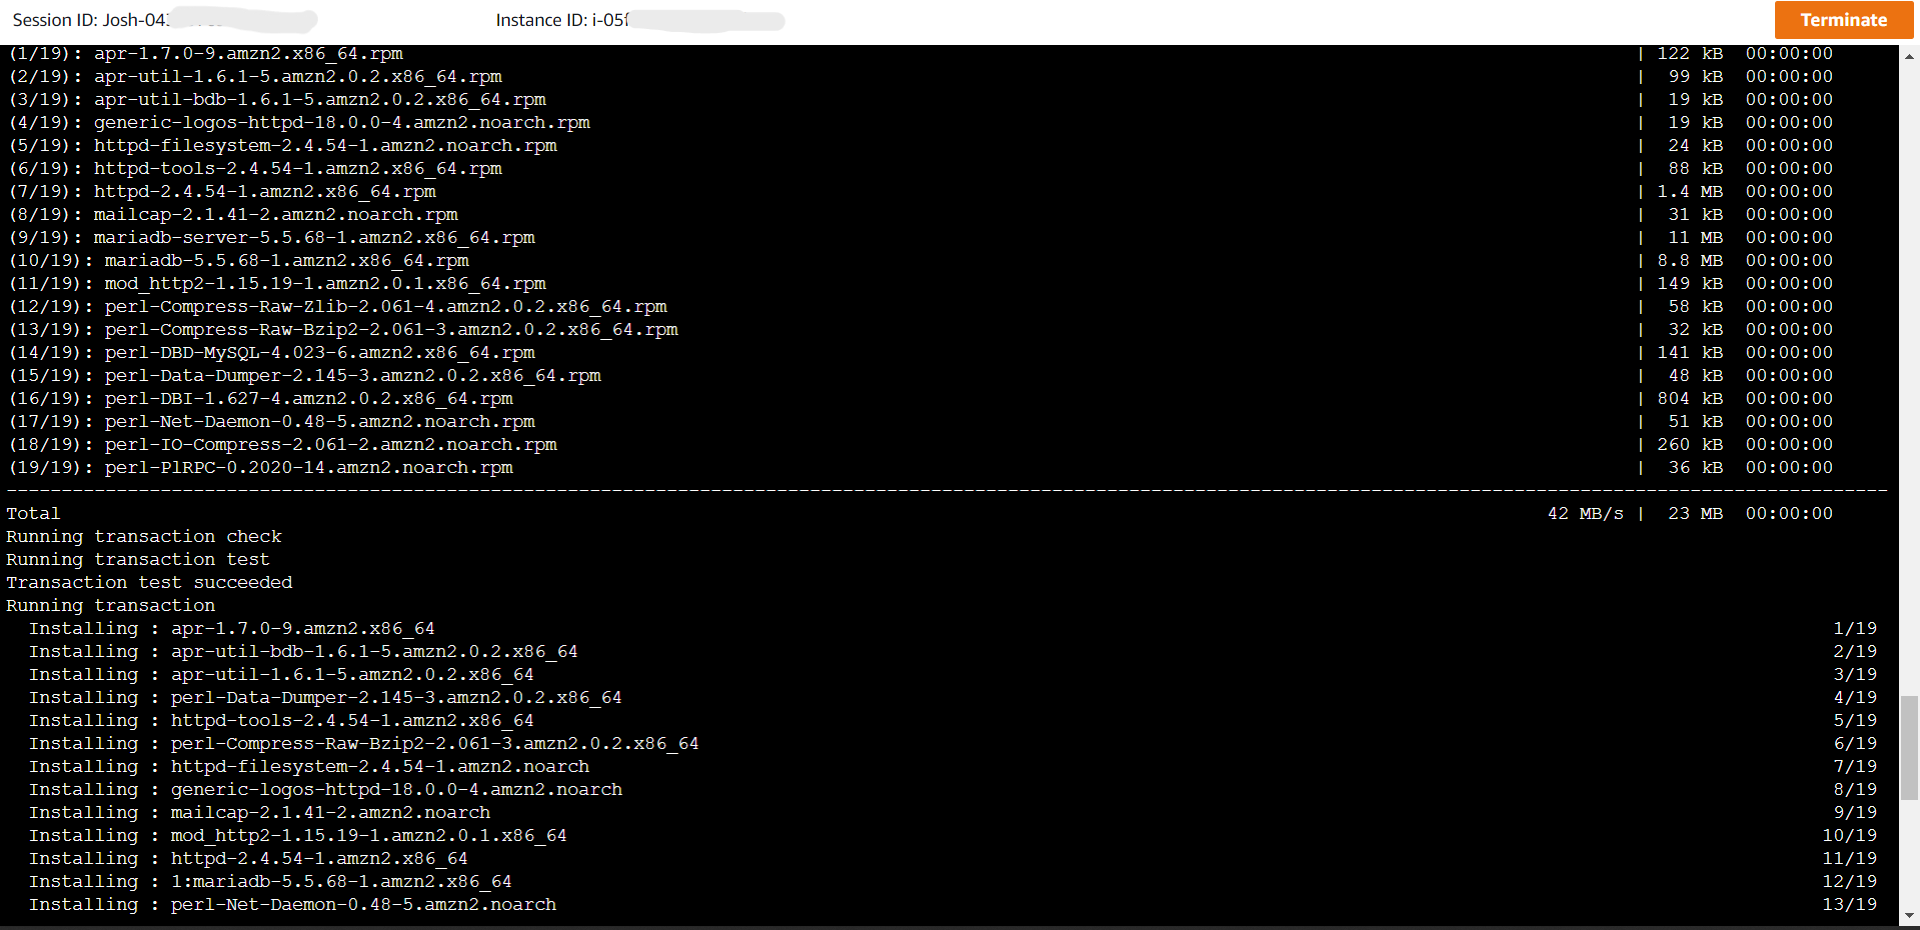 Session ID: Josh-04 Instance ID: i-05 Terminate
(1/19): apr-1.7.0-9.amzn2.x86_64.rpm | 122 kB 00:00:00
(2/19): apr-util-1.6.1-5.amzn2.0.2.x86_64.rpm | 99 kB 00:00:00
(3/19): apr-util-bdb-1.6.1-5.amzn2.0.2.x86_64.rpm | 19 kB 00:00:00
(4/19): generic-logos-httpd-18.0.0-4.amzn2.noarch.rpm | 19 kB 00:00:00
(5/19): httpd-filesystem-2.4.54-1.amzn2.noarch.rpm | 24 kB 00:00:00
(6/19): httpd-tools-2.4.54-1.amzn2.x86_64.rpm | 88 kB 00:00:00
(7/19): httpd-2.4.54-1.amzn2.x86_64.rpm | 1.4 MB 00:00:00
(8/19): mailcap-2.1.41-2.amzn2.noarch.rpm | 31 kB 00:00:00
(9/19): mariadb-server-5.5.68-1.amzn2.x86_64.rpm | 11 MB 00:00:00
(10/19): mariadb-5.5.68-1.amzn2.x86_64.rpm | 8.8 MB 00:00:00
(11/19): mod_http2-1.15.19-1.amzn2.0.1.x86_64.rpm | 149 kB 00:00:00
(12/19): perl-Compress-Raw-Zlib-2.061-4.amzn2.0.2.x86_64.rpm | 58 kB 00:00:00
(13/19): perl-Compress-Raw-Bzip2-2.061-3.amzn2.0.2.x86_64.rpm | 32 kB 00:00:00
(14/19): perl-DBD-MySQL-4.023-6.amzn2.x86_64.rpm | 141 kB 00:00:00
(15/19): perl-Data-Dumper-2.145-3.amzn2.0.2.x86_64.rpm | 48 kB 00:00:00
(16/19): perl-DBI-1.627-4.amzn2.0.2.x86_64.rpm | 804 kB 00:00:00
(17/19): perl-Net-Daemon-0.48-5.amzn2.noarch.rpm | 51 kB 00:00:00
(18/19): perl-IO-Compress-2.061-2.amzn2.noarch.rpm | 260 kB 00:00:00
(19/19): perl-PlRPC-0.2020-14.amzn2.noarch.rpm | 36 kB 00:00:00
Total 42 MB/s | 23 MB 00:00:00
Running transaction check
Running transaction test
Transaction test succeeded
Running transaction
Installing : apr-1.7.0-9.amzn2.x86_64 1/19
Installing : apr-util-bdb-1.6.1-5.amzn2.0.2.x86_64 2/19
Installing : apr-util-1.6.1-5.amzn2.0.2.x86_64 3/19
Installing : perl-Data-Dumper-2.145-3.amzn2.0.2.x86_64 4/19
Installing : httpd-tools-2.4.54-1.amzn2.x86_64 5/19
Installing : perl-Compress-Raw-Bzip2-2.061-3.amzn2.0.2.x86_64 6/19
Installing : httpd-filesystem-2.4.54-1.amzn2.noarch 7/19
Installing : generic-logos-httpd-18.0.0-4.amzn2.noarch 8/19
Installing : mailcap-2.1.41-2.amzn2.noarch 9/19
Installing : mod_http2-1.15.19-1.amzn2.0.1.x86_64 10/19
Installing : httpd-2.4.54-1.amzn2.x86_64 11/19
Installing : 1:mariadb-5.5.68-1.amzn2.x86_64 12/19
Installing : perl-Net-Daemon-0.48-5.amzn2.noarch 13/19